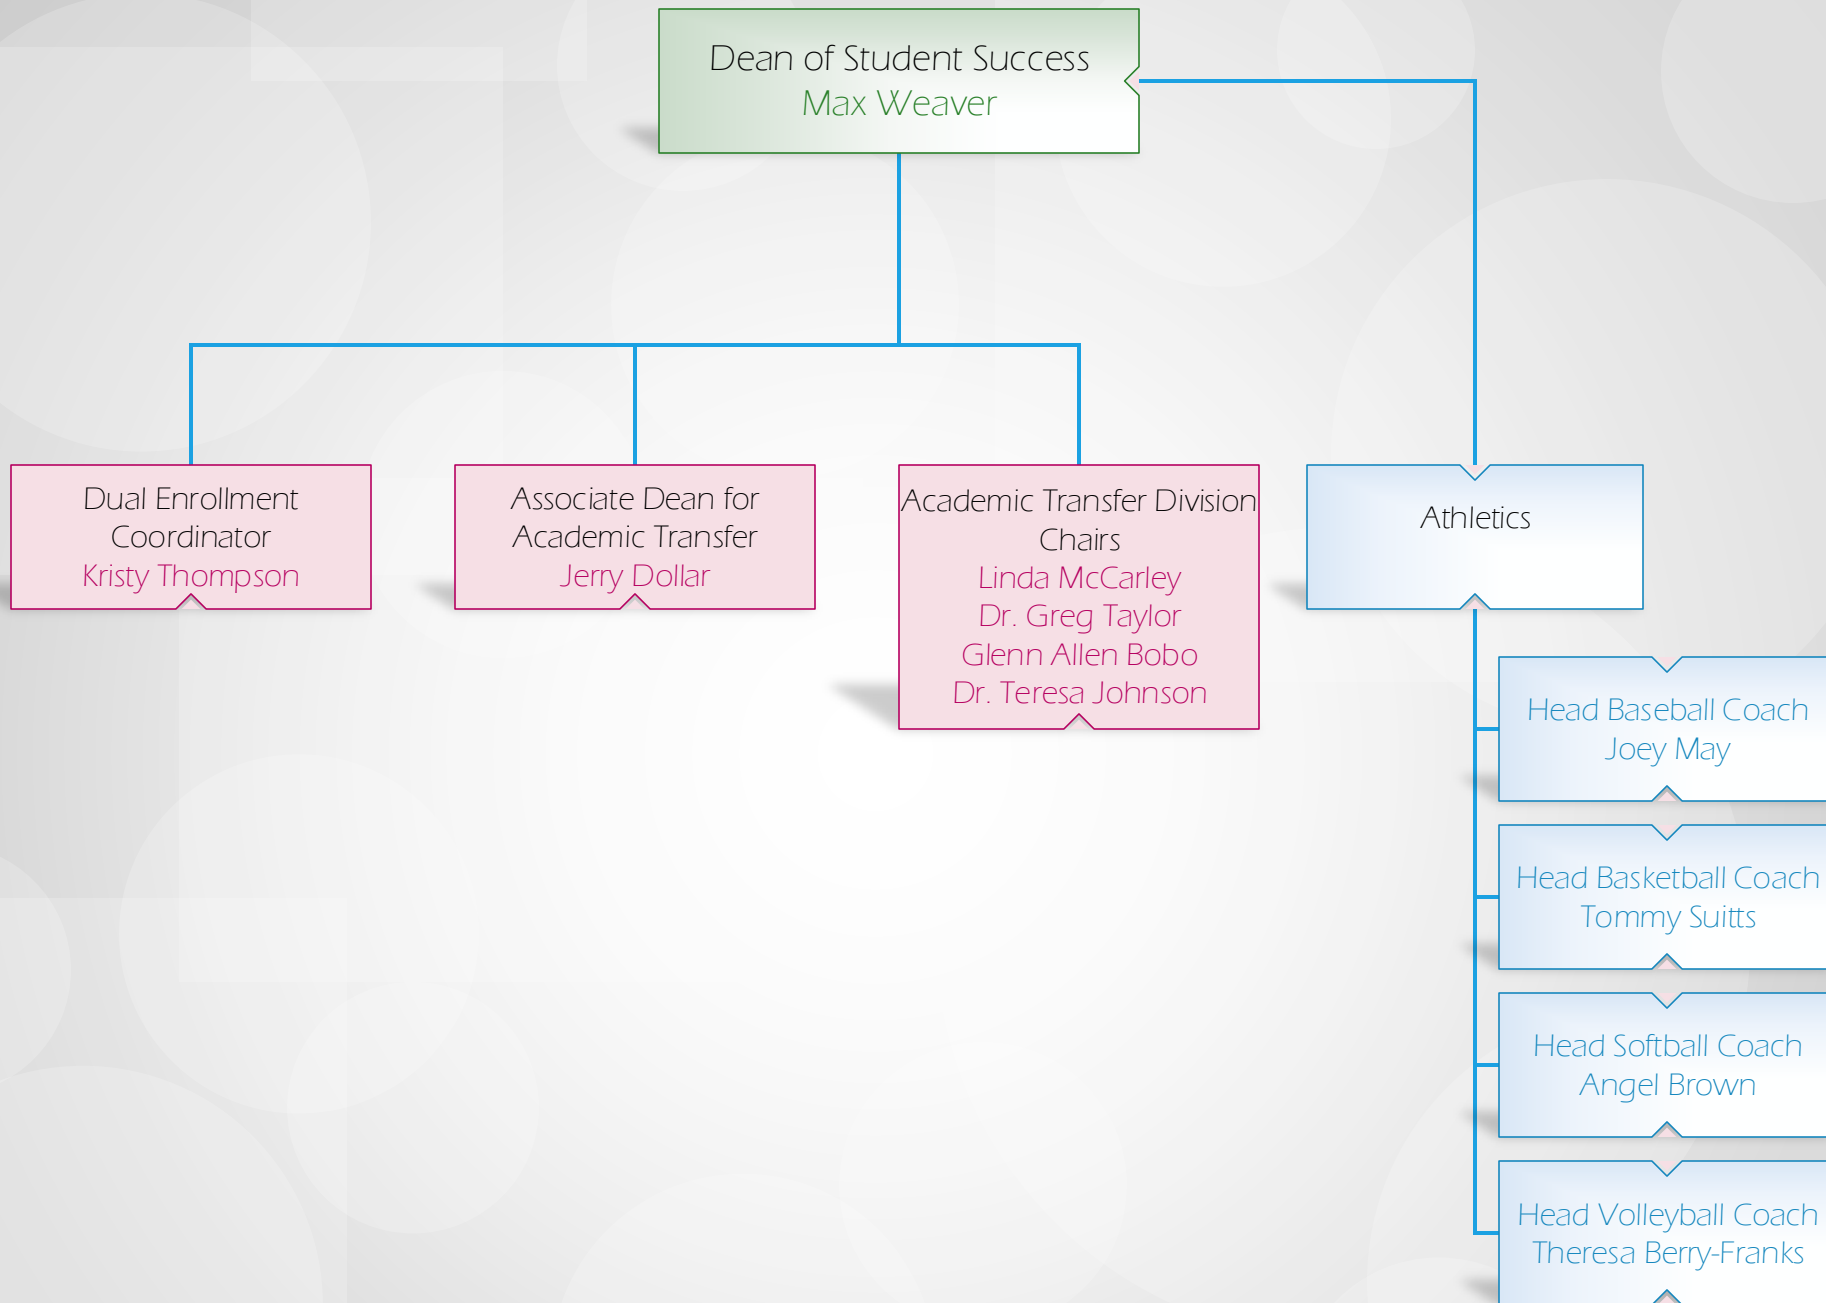 Dean of Student Success
Max Weaver
Dual Enrollment
Coordinator
Kristy Thompson
Associate Dean for
Academic Transfer
Jerry Dollar
Academic Transfer Division
Chairs
Linda McCarley
Dr. Greg Taylor
Glenn Allen Bobo
Dr. Teresa Johnson
Athletics
Head Baseball Coach
Joey May
Head Basketball Coach
Tommy Suitts
Head Softball Coach
Angel Brown
Head Volleyball Coach
Theresa Berry-Franks